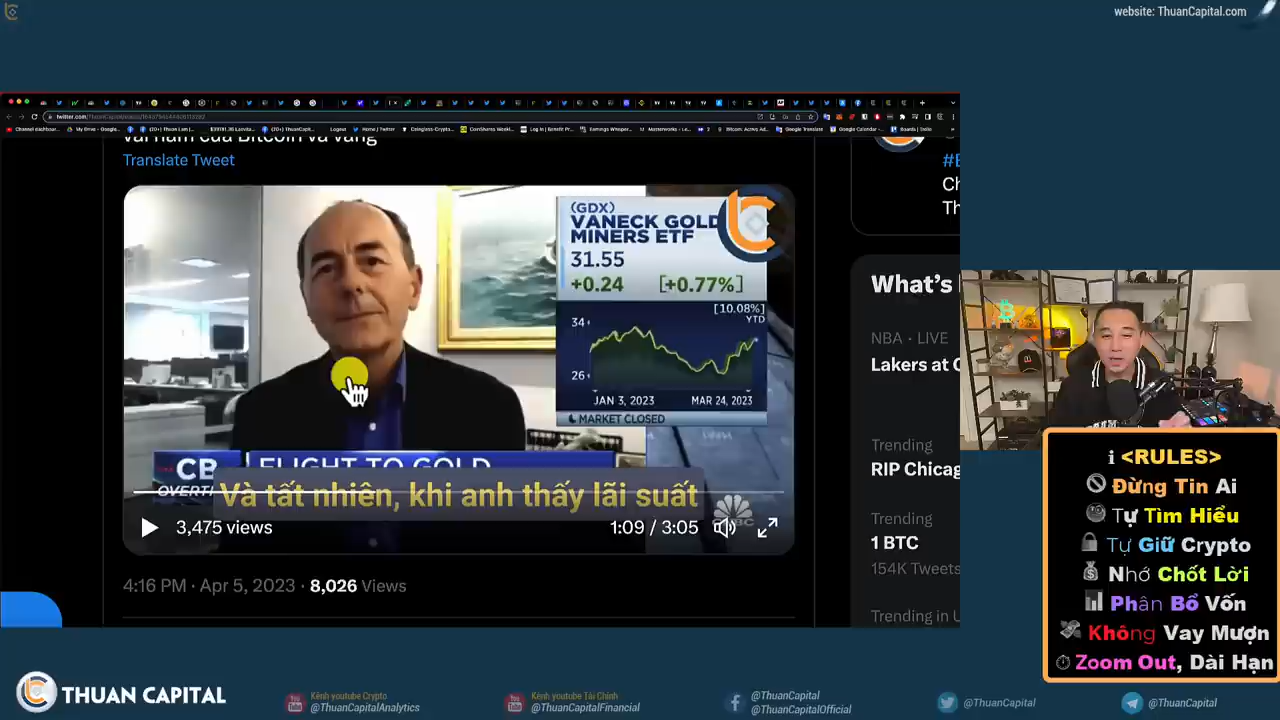 website: ThuanCapital.com
Translate Tweet
(GDX)
VANECK GOLD
MINERS ETF
31.55
+0.24 [+0.77%]
[10.08%]
YTD
34
26
JAN 3, 2023 MAR 24, 2023
MARKET CLOSED
FLIGHT TO GOLD
Và tất nhiên, khi anh thấy lãi suất
3,475 views
1:09 / 3:05
4:16 PM · Apr 5, 2023 · 8,026 Views
What's
NBA · LIVE
Lakers at
Trending
RIP Chicag
Trending
1 BTC
154K Tweets
Trending in
<RULES>
Đừng Tin Ai
Tự Tìm Hiểu
Tự Giữ Crypto
Nhớ Chốt Lời
Phân Bổ Vốn
Không Vay Mượn
Zoom Out, Dài Hạn
THUAN CAPITAL
Kênh youtube Crypto
@ThuanCapitalAnalytics
Kênh youtube Tài Chính
@ThuanCapitalFinancial
@ThuanCapital
@ThuanCapitalOfficial
@ThuanCapital
@ThuanCapital